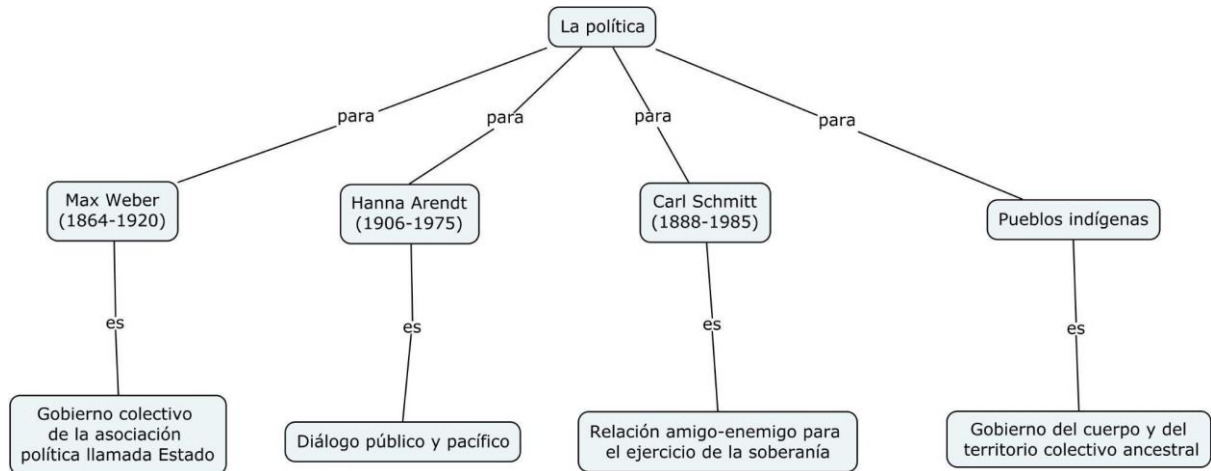 La política
para
para
para
para
Max Weber
(1864-1920)
Hanna Arendt
(1906-1975)
Carl Schmitt
(1888-1985)
Pueblos indígenas
es
es
es
es
Gobierno colectivo
de la asociación
política llamada Estado
Diálogo público y pacífico
Relación amigo-enemigo para
el ejercicio de la soberanía
Gobierno del cuerpo y del
territorio colectivo ancestral